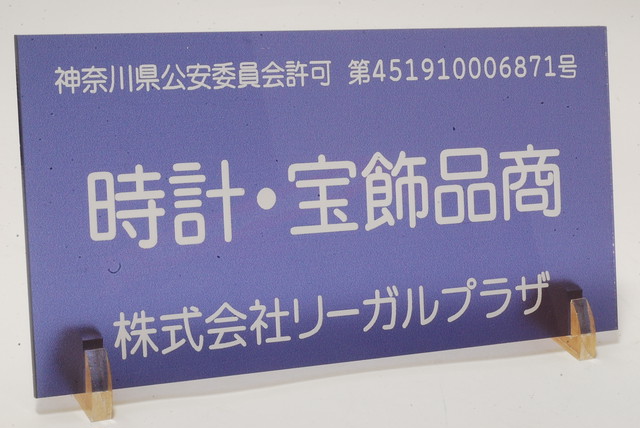 神奈川県公安委員会許可 第451910006871号
時計・宝飾品商
株式会社リーガルプラザ